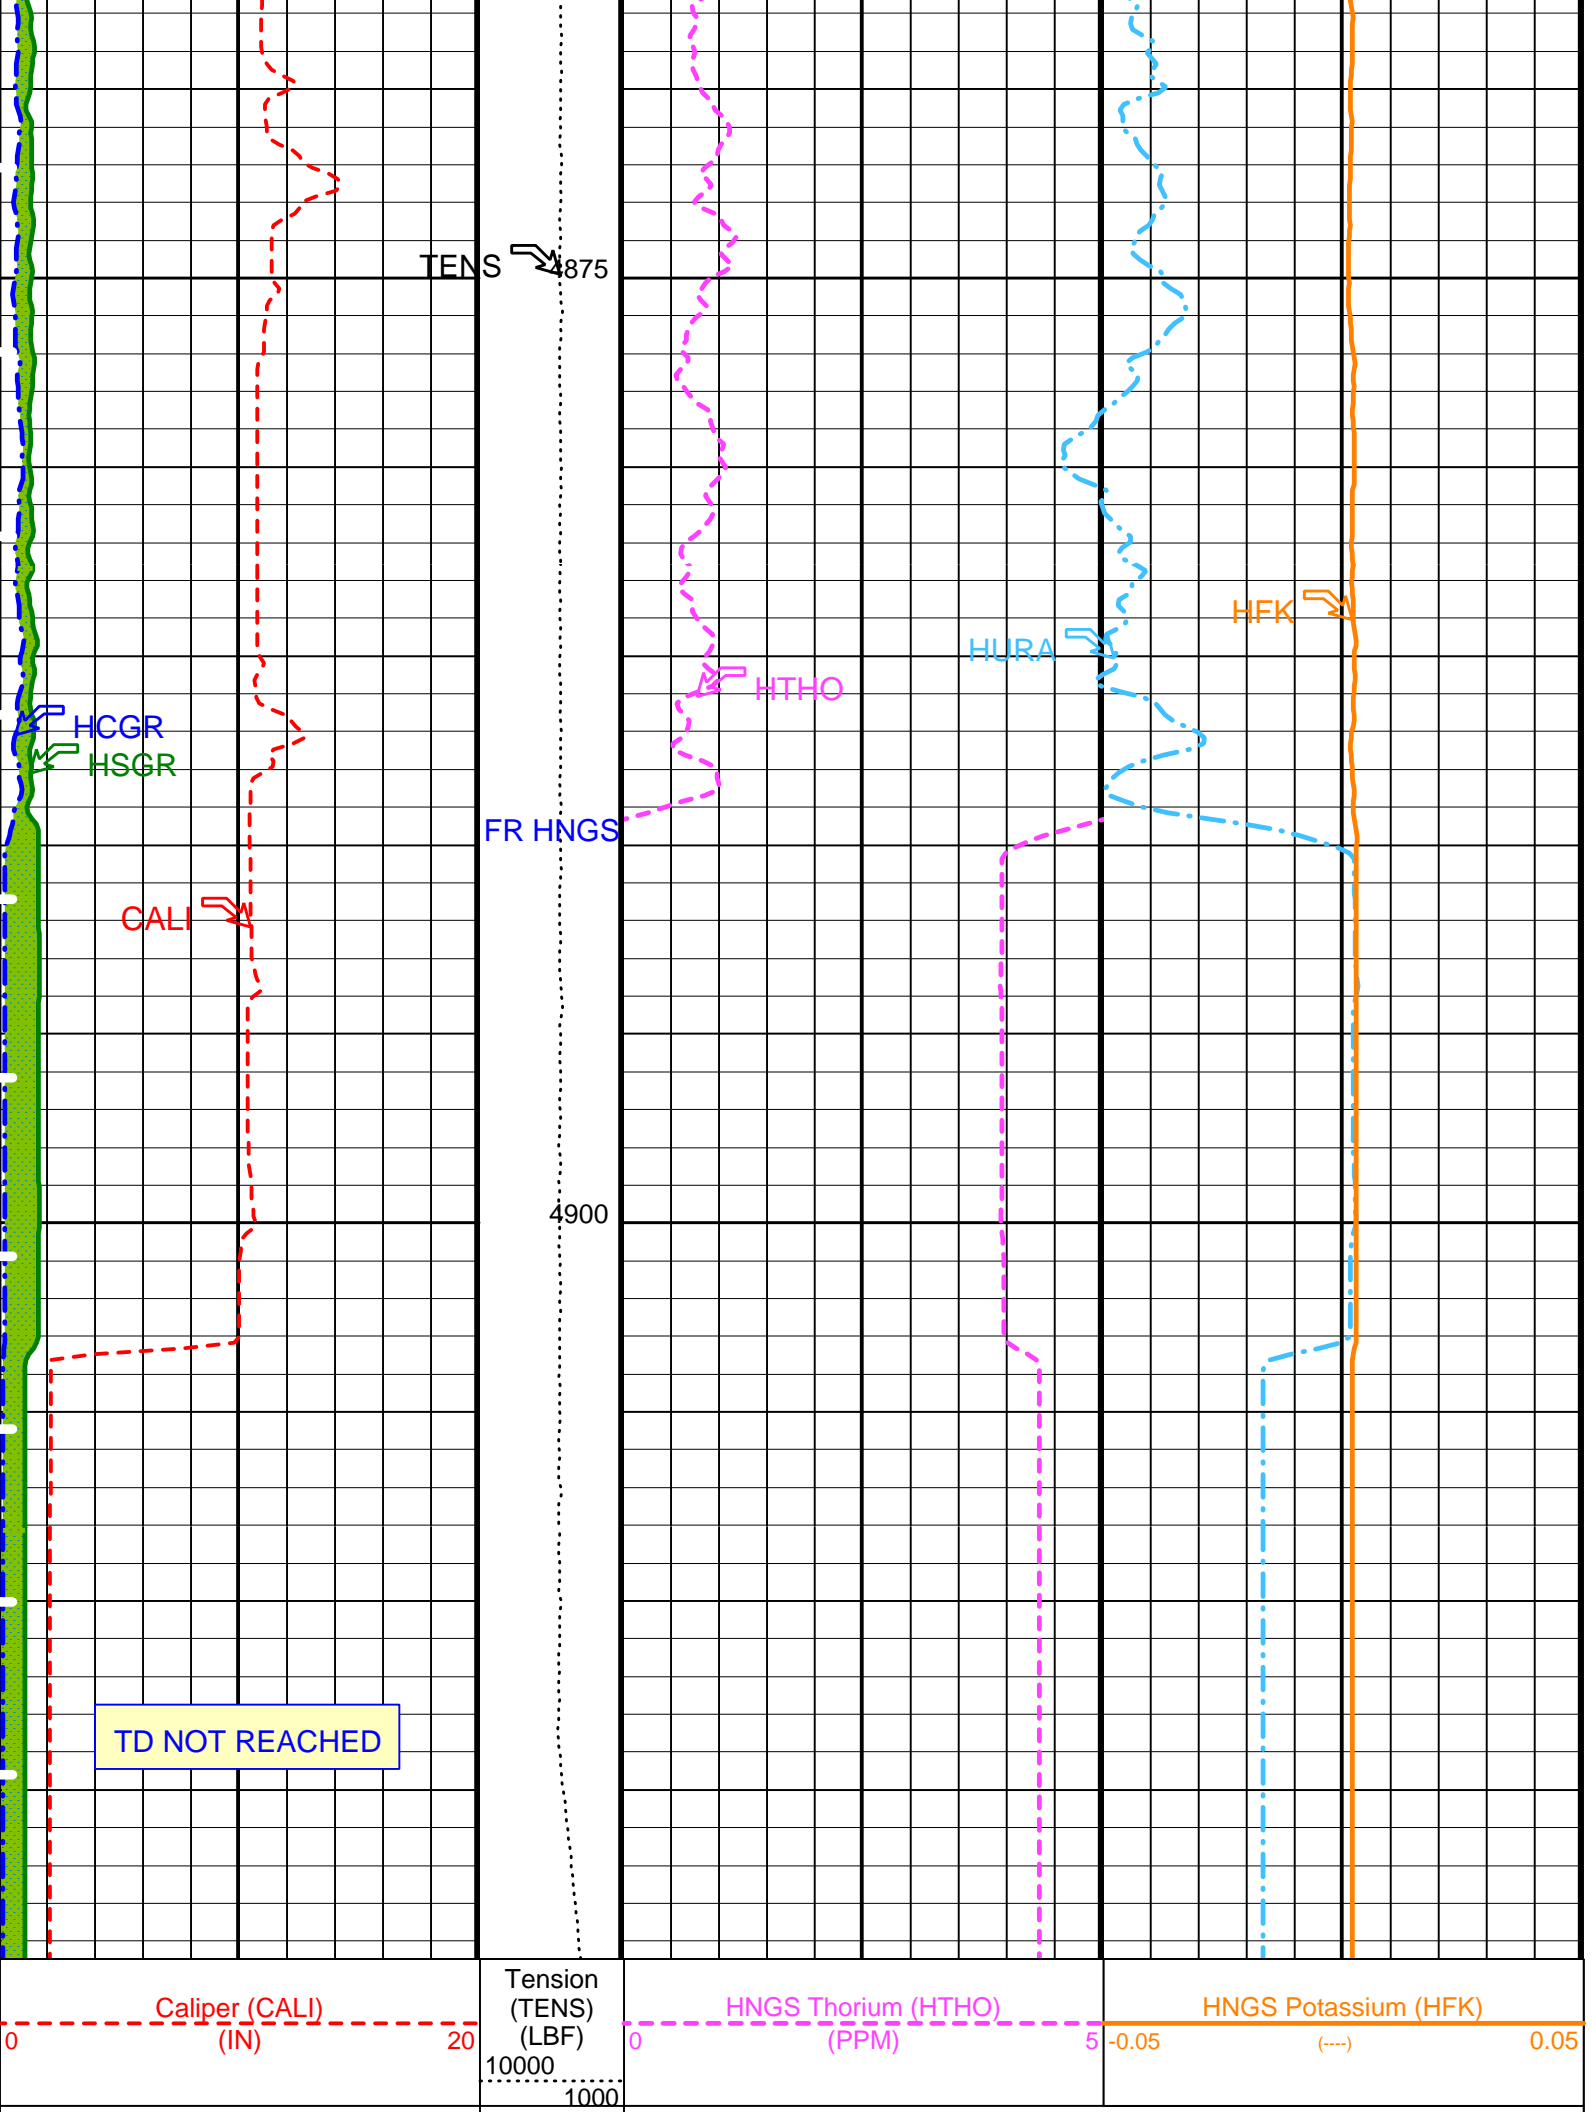 TENS
4875
HFK
HURA
HTHO
HCGR
HSGR
FR HNGS
CALI
4900
TD NOT REACHED
Caliper (CALI)
(IN)
0
20
Tension
(TENS)
(LBF)
10000
1000
HNGS Thorium (HTHO)
(PPM)
0
5
HNGS Potassium (HFK)
(----)
-0.05
0.05